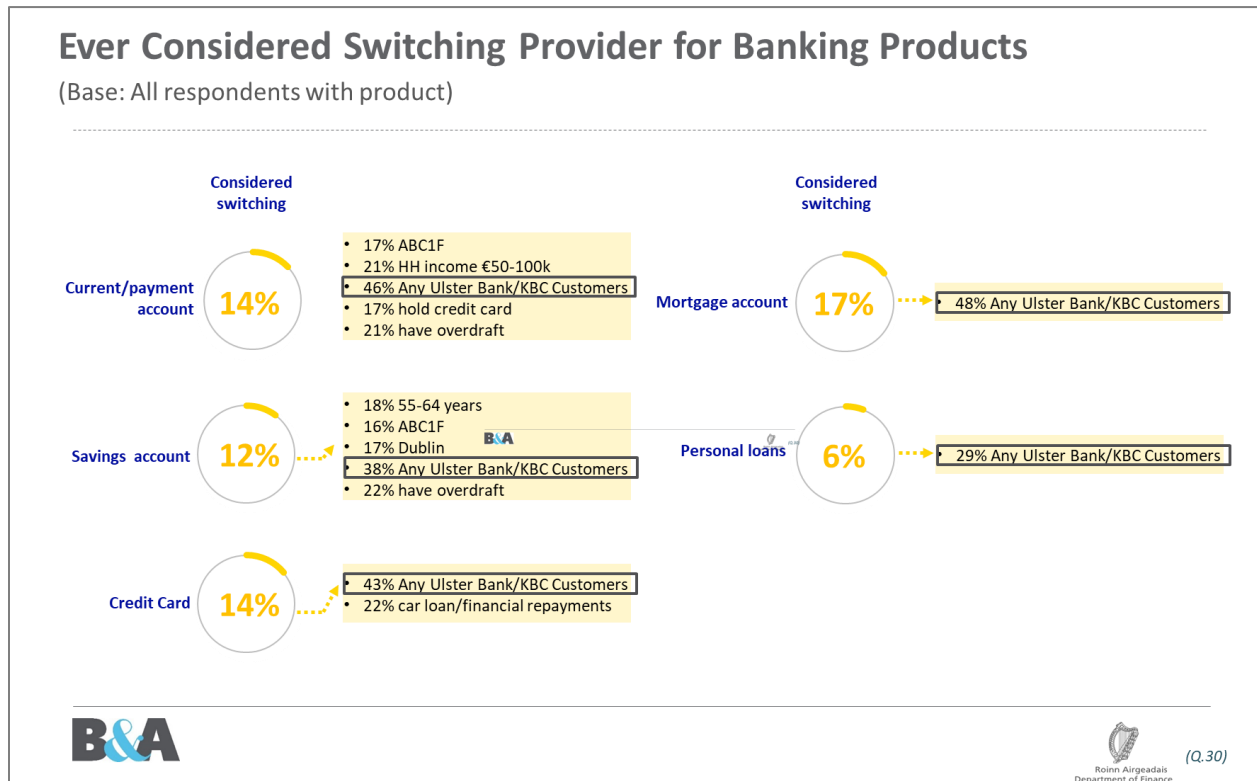 Ever Considered Switching Provider for Banking Products
(Base: All respondents with product)
Considered
switching
Current/payment
account
14%
• 17% ABC1F
• 21% HH income €50-100k
• 46% Any Ulster Bank/KBC Customers
• 17% hold credit card
• 21% have overdraft
Savings account
12%
• 18% 55-64 years
• 16% ABC1F
• 17% Dublin
• 38% Any Ulster Bank/KBC Customers
• 22% have overdraft
B&A
Credit Card
14%
• 43% Any Ulster Bank/KBC Customers
• 22% car loan/financial repayments
Considered
switching
Mortgage account
17%
• 48% Any Ulster Bank/KBC Customers
Personal loans
6%
• 29% Any Ulster Bank/KBC Customers
B&A
Roinn Airgeadais
Department of Finance
(Q.30)